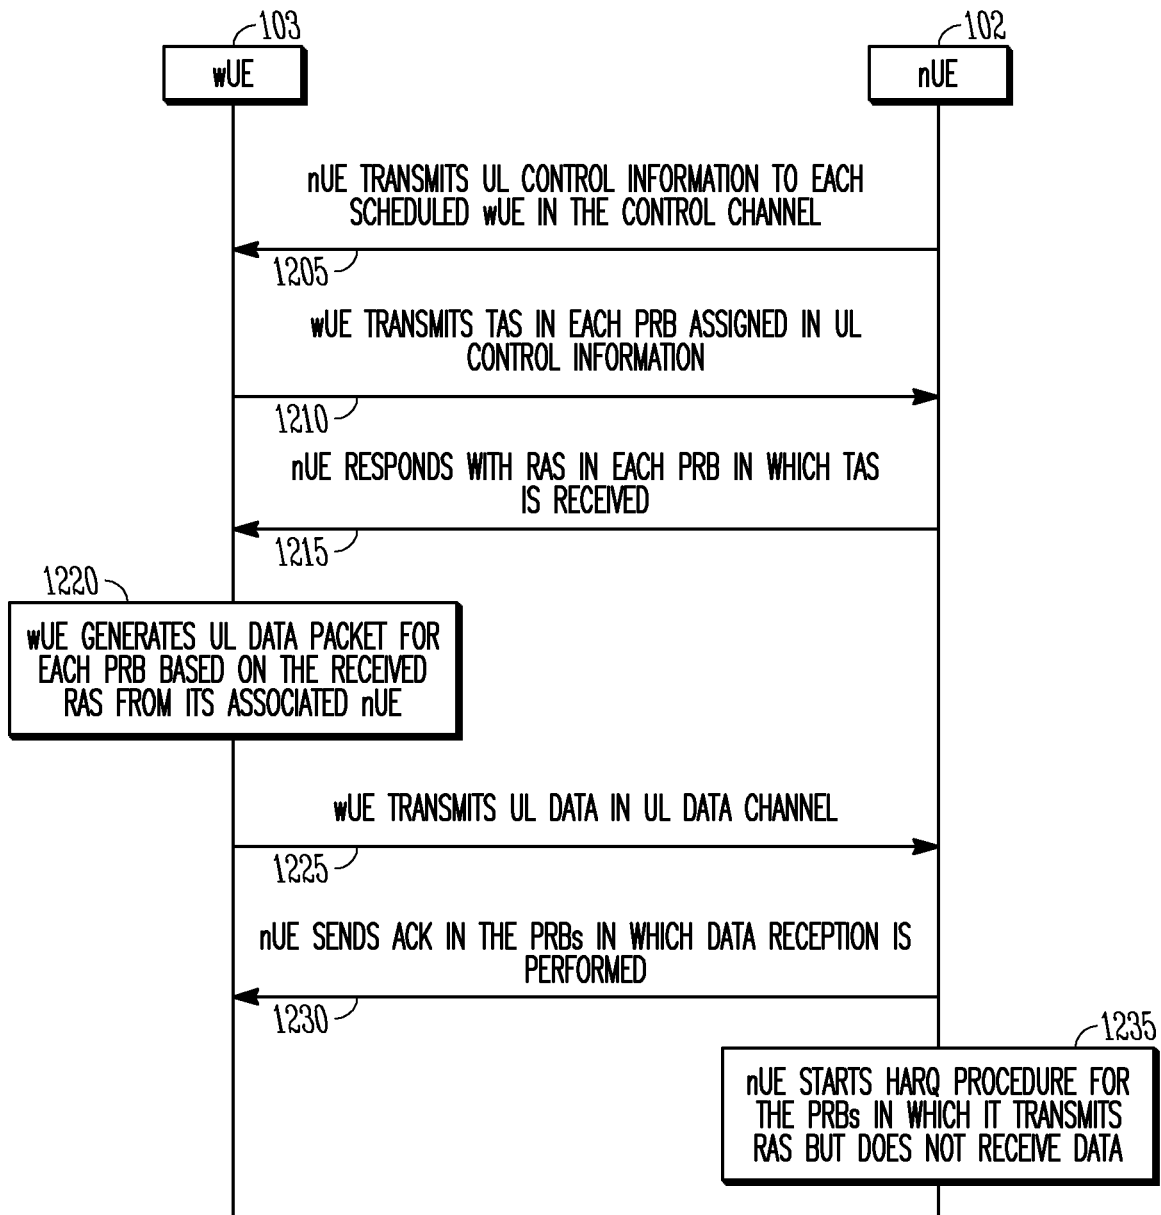 103
102
wUE
nUE
nUE TRANSMITS UL CONTROL INFORMATION TO EACH
SCHEDULED wUE IN THE CONTROL CHANNEL
1205
wUE TRANSMITS TAS IN EACH PRB ASSIGNED IN UL
CONTROL INFORMATION
1210
nUE RESPONDS WITH RAS IN EACH PRB IN WHICH TAS
IS RECEIVED
1215
1220
wUE GENERATES UL DATA PACKET FOR
EACH PRB BASED ON THE RECEIVED
RAS FROM ITS ASSOCIATED nUE
wUE TRANSMITS UL DATA IN UL DATA CHANNEL
1225
nUE SENDS ACK IN THE PRBs IN WHICH DATA RECEPTION IS
PERFORMED
1230
1235
nUE STARTS HARQ PROCEDURE FOR
THE PRBs IN WHICH IT TRANSMITS
RAS BUT DOES NOT RECEIVE DATA